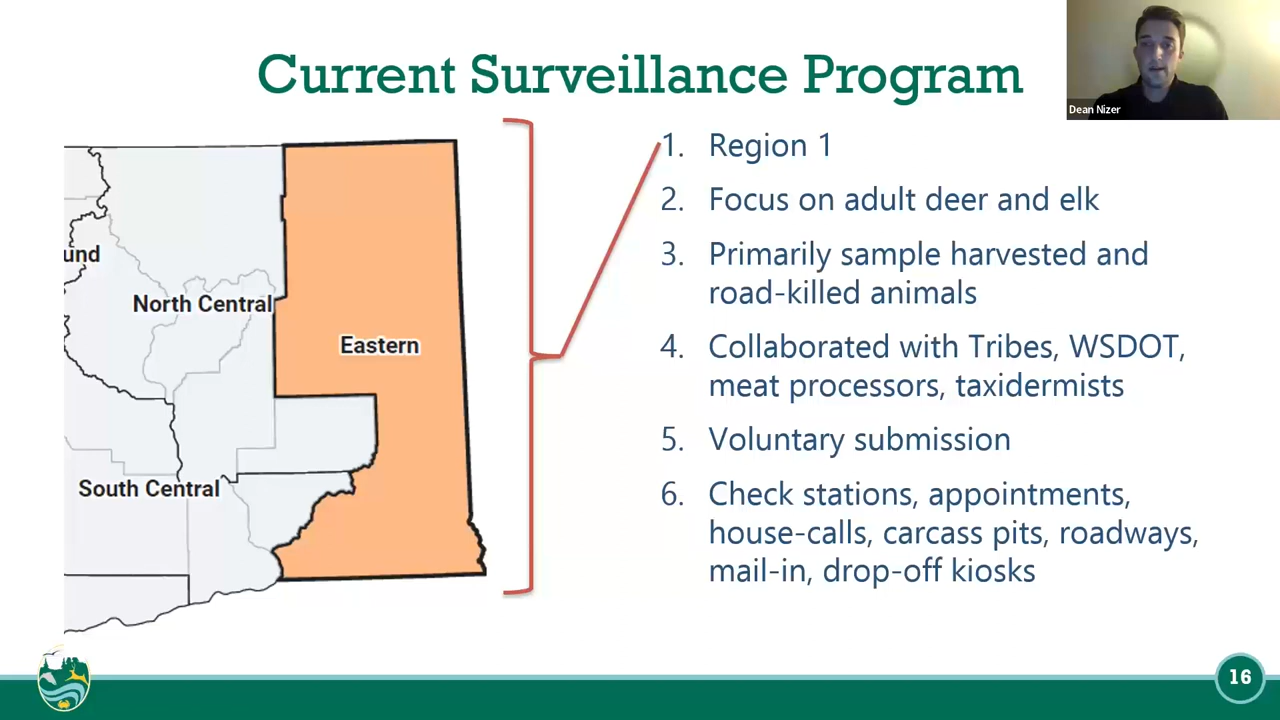 Current Surveillance Program
Dean Nizer
1. Region 1
2. Focus on adult deer and elk
3. Primarily sample harvested and
road-killed animals
4. Collaborated with Tribes, WSDOT,
meat processors, taxidermists
5. Voluntary submission
6. Check stations, appointments,
house-calls, carcass pits, roadways,
mail-in, drop-off kiosks
und
North Central
Eastern
South Central
16